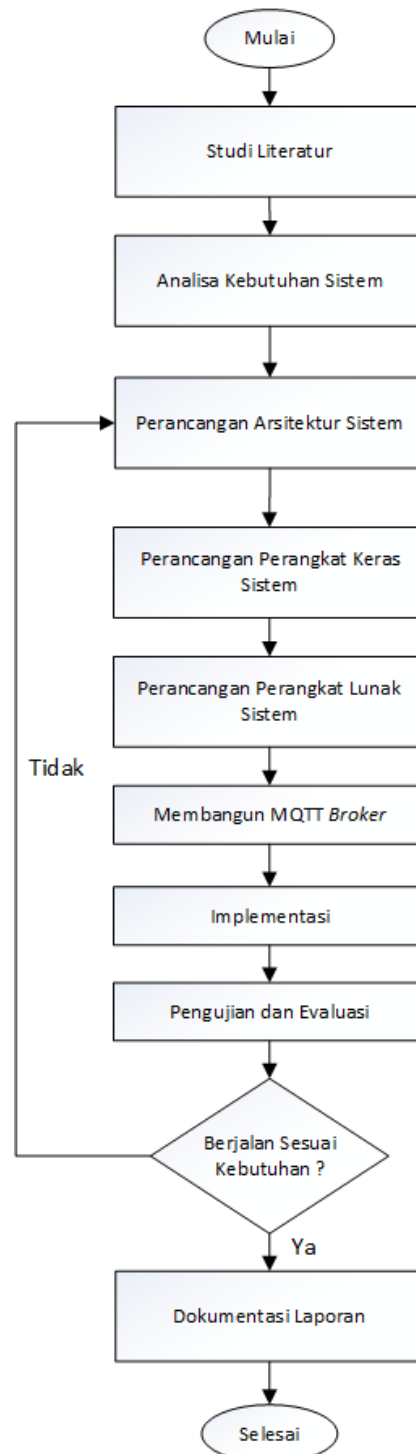 Mulai
Studi Literatur
Analisa Kebutuhan Sistem
Perancangan Arsitektur Sistem
Perancangan Perangkat Keras
Sistem
Perancangan Perangkat Lunak
Sistem
Tidak
Membangun MQTT Broker
Implementasi
Pengujian dan Evaluasi
Berjalan Sesuai
Kebutuhan ?
Ya
Dokumentasi Laporan
Selesai